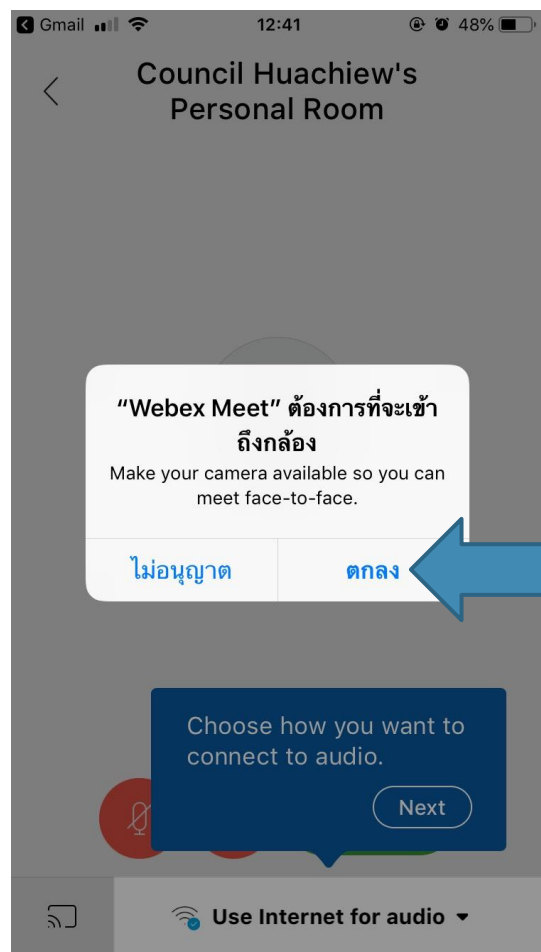 Gmail 12:41 48%
Council Huachiew's
Personal Room
“Webex Meet” ต้องการที่จะเข้า
ถึงกล้อง
Make your camera available so you can
meet face-to-face.
ไม่อนุญาต ตกลง
Choose how you want to
connect to audio.
Next
Use Internet for audio